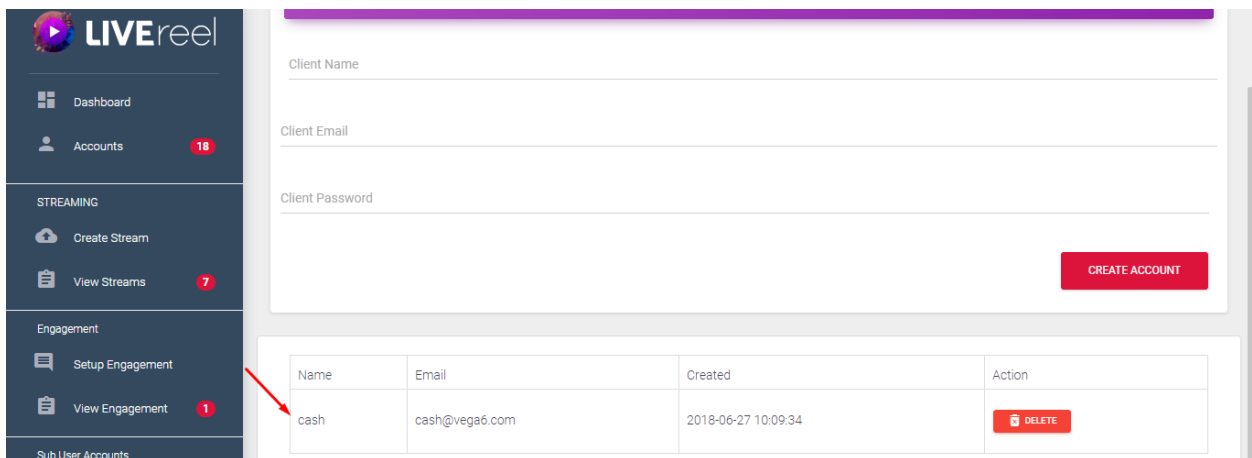 LIVEreel
Dashboard
Accounts 18
STREAMING
Create Stream
View Streams 7
Engagement
Setup Engagement
View Engagement 1
Sub User Accounts
Client Name
Client Email
Client Password
CREATE ACCOUNT
Name Email Created Action
cash cash@vega6.com 2018-06-27 10:09:34 DELETE